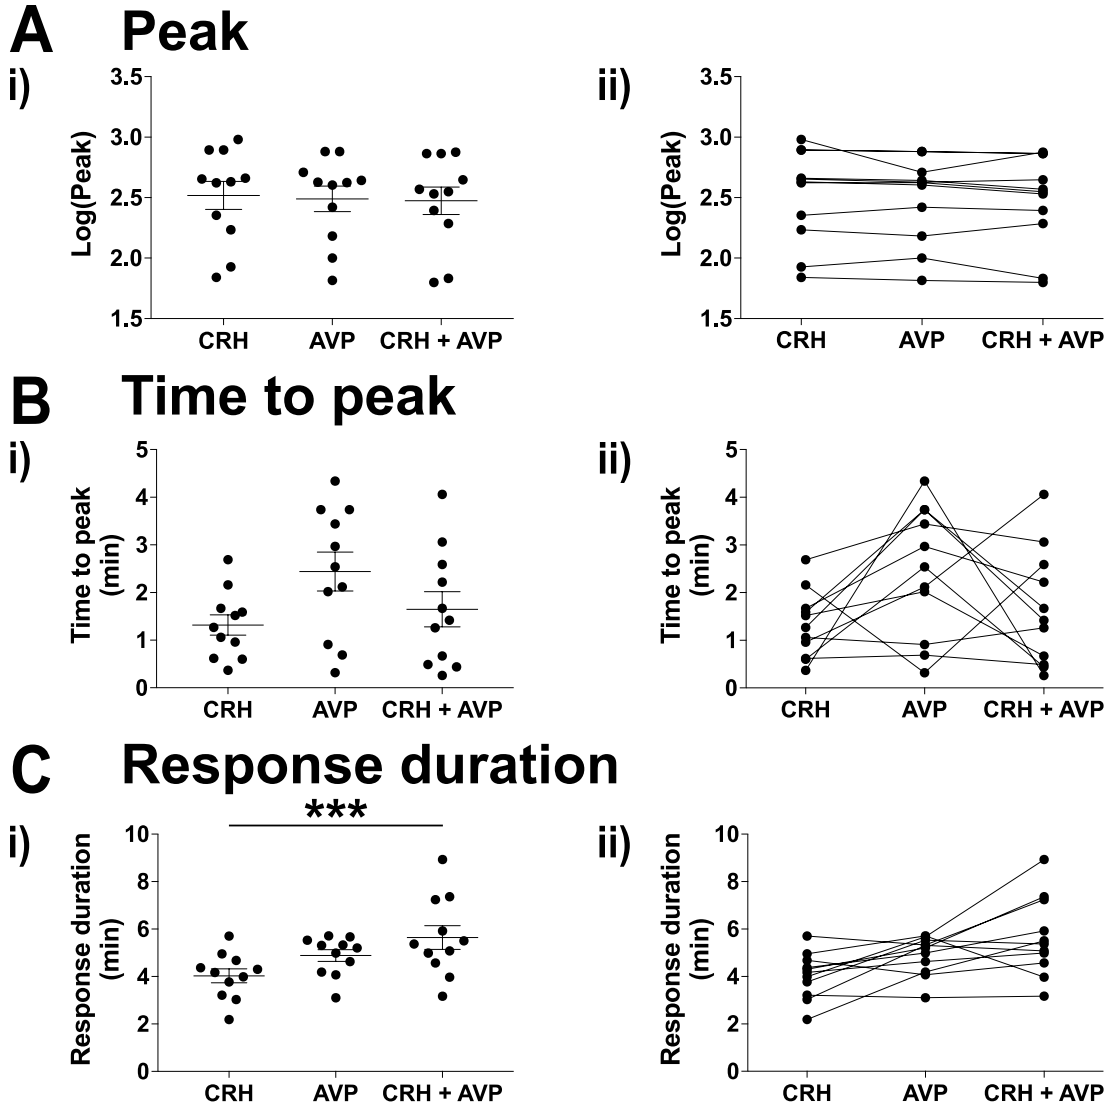 A Peak
i)
3.5
3.0
2.5
2.0
1.5
Log(Peak)
CRH AVP CRH + AVP
ii)
3.5
3.0
2.5
2.0
1.5
Log(Peak)
CRH AVP CRH + AVP
B Time to peak
i)
5
4
3
2
1
0
Time to peak
(min)
CRH AVP CRH + AVP
ii)
5
4
3
2
1
0
Time to peak
(min)
CRH AVP CRH + AVP
C Response duration
i)
***
10
8
6
4
2
0
Response duration
(min)
CRH AVP CRH + AVP
ii)
10
8
6
4
2
0
Response duration
(min)
CRH AVP CRH + AVP